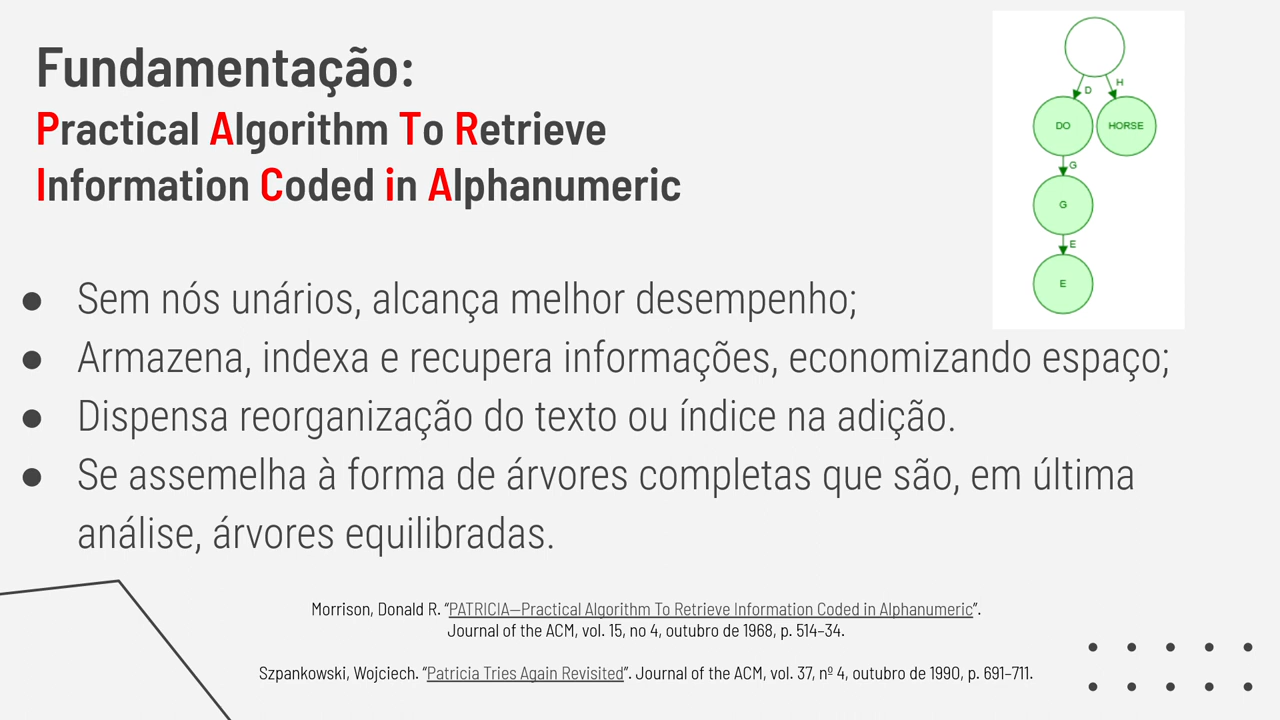 Fundamentação:
Practical Algorithm To Retrieve
Information Coded in Alphanumeric
D
H
DO
HORSE
G
G
E
E
● Sem nós unários, alcança melhor desempenho;
● Armazena, indexa e recupera informações, economizando espaço;
● Dispensa reorganização do texto ou índice na adição.
● Se assemelha à forma de árvores completas que são, em última
análise, árvores equilibradas.
Morrison, Donald R. “PATRICIA—Practical Algorithm To Retrieve Information Coded in Alphanumeric”.
Journal of the ACM, vol. 15, no 4, outubro de 1968, p. 514–34.
Szpankowski, Wojciech. “Patricia Tries Again Revisited”. Journal of the ACM, vol. 37, nº 4, outubro de 1990, p. 691–711.